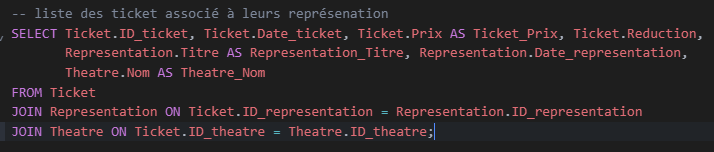 -- liste des ticket associé à leurs représenation
SELECT Ticket.ID_ticket, Ticket.Date_ticket, Ticket.Prix AS Ticket_Prix, Ticket.Reduction,
Representation.Titre AS Representation_Titre, Representation.Date_representation,
Theatre.Nom AS Theatre_Nom
FROM Ticket
JOIN Representation ON Ticket.ID_representation = Representation.ID_representation
JOIN Theatre ON Ticket.ID_theatre = Theatre.ID_theatre;